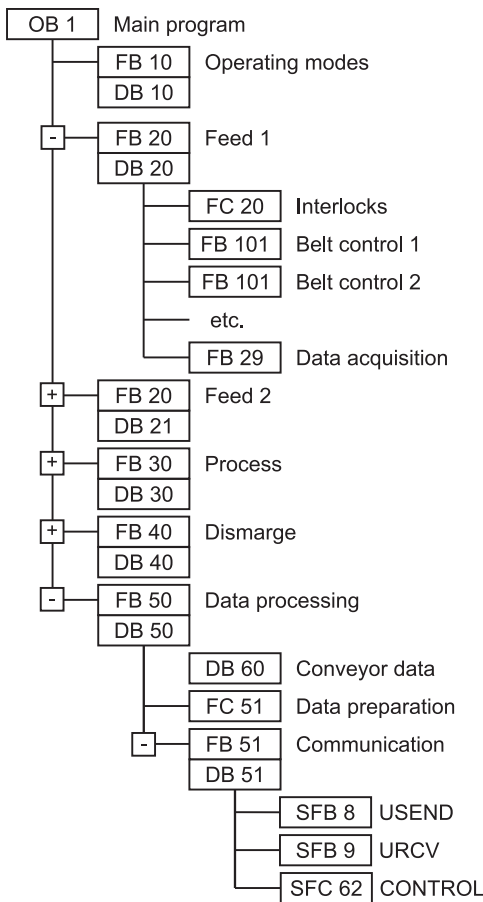 OB 1 Main program
FB 10 Operating modes
DB 10
- FB 20 Feed 1
DB 20
FC 20 Interlocks
FB 101 Belt control 1
FB 101 Belt control 2
etc.
FB 29 Data acquisition
+ FB 20 Feed 2
DB 21
+ FB 30 Process
DB 30
+ FB 40 Dismarge
DB 40
- FB 50 Data processing
DB 50
DB 60 Conveyor data
FC 51 Data preparation
- FB 51 Communication
DB 51
SFB 8 USEND
SFB 9 URCV
SFC 62 CONTROL